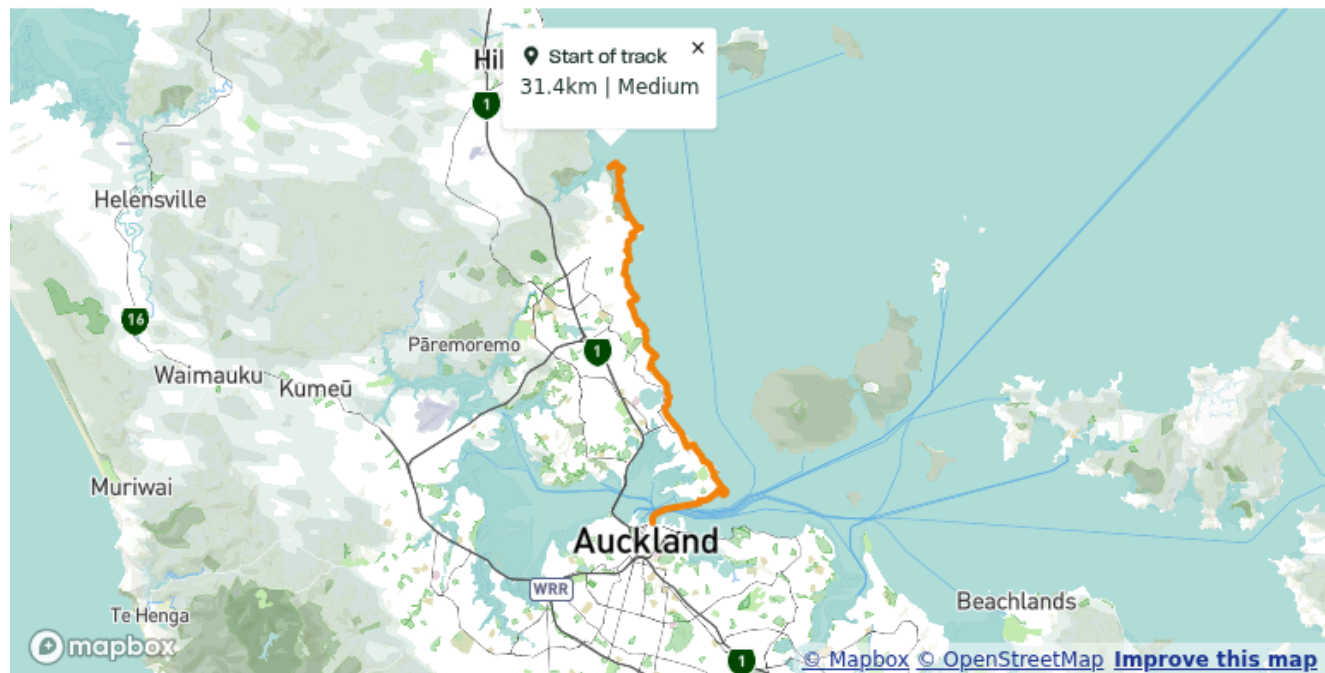 Start of track
×
31.4km | Medium
Hi
1
Helensville
16
Pāremoremo
1
Waimauku
Kumeū
Muriwai
Auckland
WRR
Te Henga
Beachlands
mapbox
1
© Mapbox © OpenStreetMap Improve this map